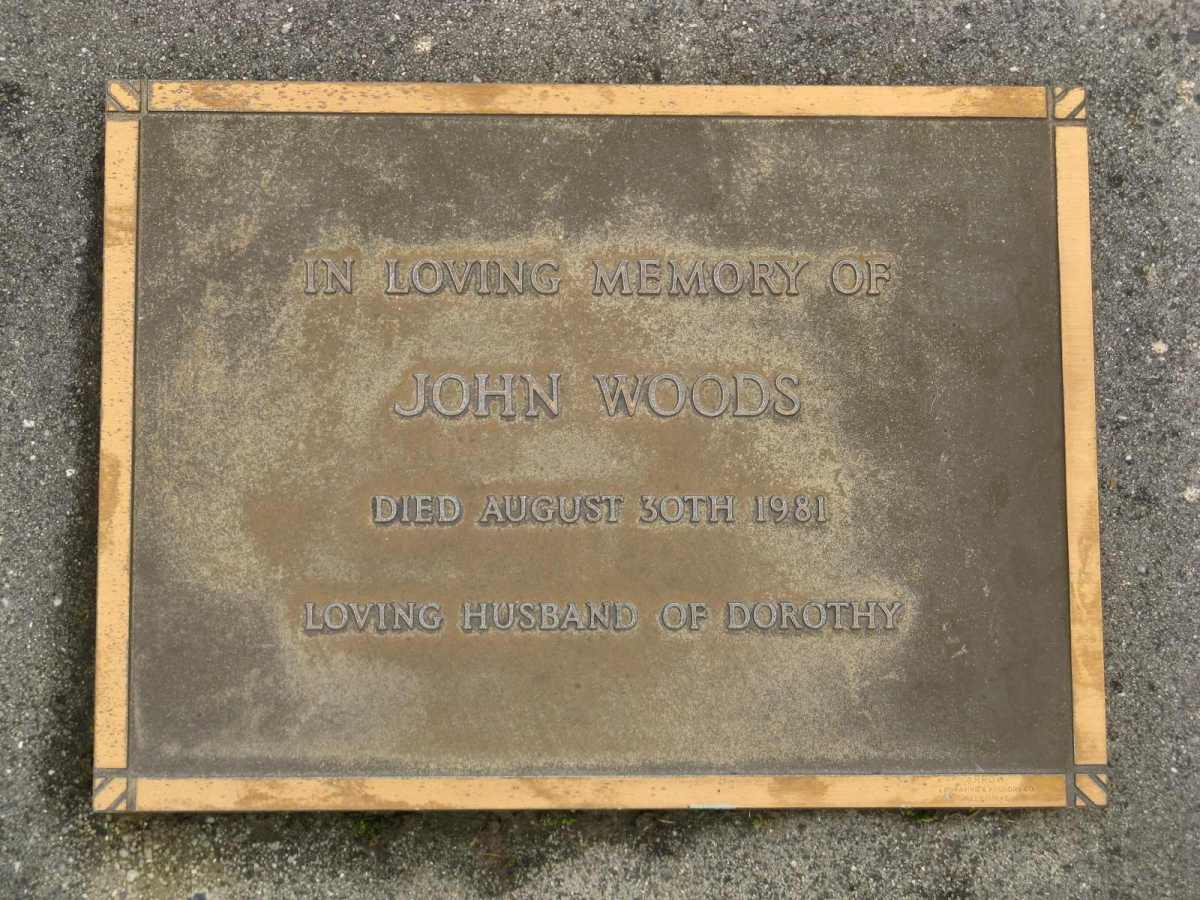 IN LOVING MEMORY OF
JOHN WOODS
DIED AUGUST 30TH 1981
LOVING HUSBAND OF DOROTHY